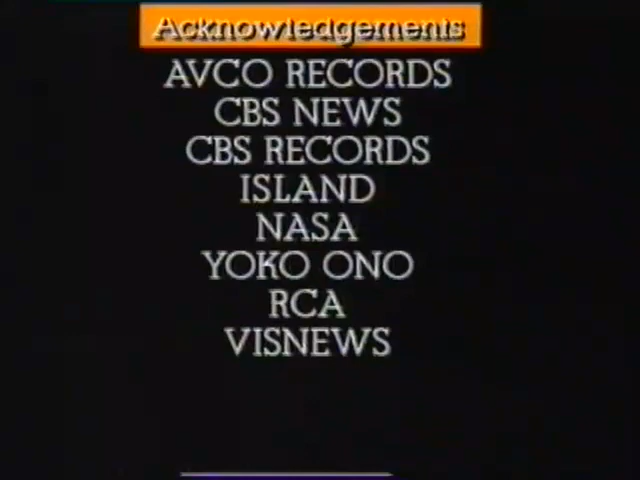 Acknowledgements
AVCO RECORDS
CBS NEWS
CBS RECORDS
ISLAND
NASA
YOKO ONO
RCA
VISNEWS